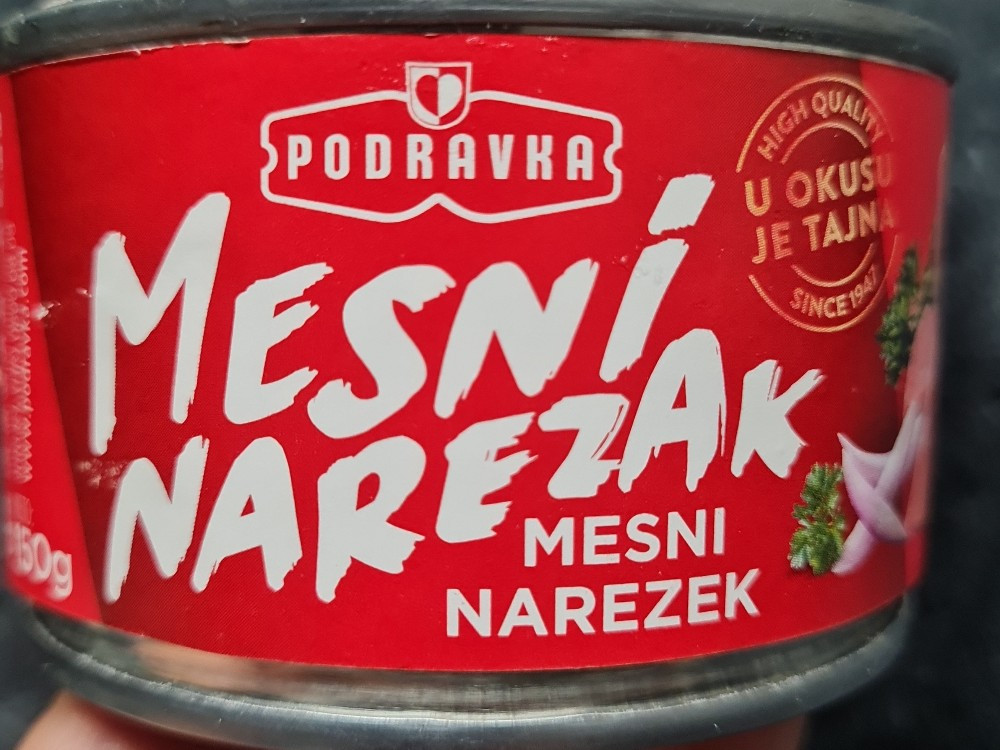 PODRAVKA
HIGH QUALITY
U OKUSU
JE TAJNA
SINCE 1947
MESNI
NAREZAK
MESNI
NAREZEK
150g